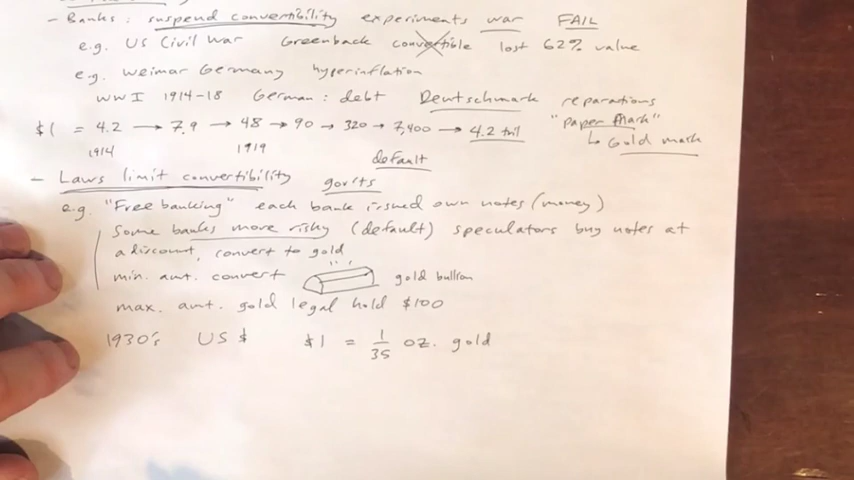 - Banks: suspend convertibility experiments war FAIL
e.g. US Civil War Greenback convertible lost 62% value
e.g. Weimar Germany hyperinflation
WWI 1914-18 German: debt Deutschmark reparations
$1 = 4.2 → 7.9 → 48 → 90 → 320 → 7,400 → 4.2 tril "Paper Mark"
↳ Gold mark
1914 1919
default
- Laws limit convertibility gov'ts
e.g. "Free banking" each bank issued own notes (money)
Some banks more risky (default) speculators buy notes at
a discount, convert to gold
min. amt. convert gold bullion
max. amt. gold legal hold $100
1930's US $ $1 = 1/35 oz. gold